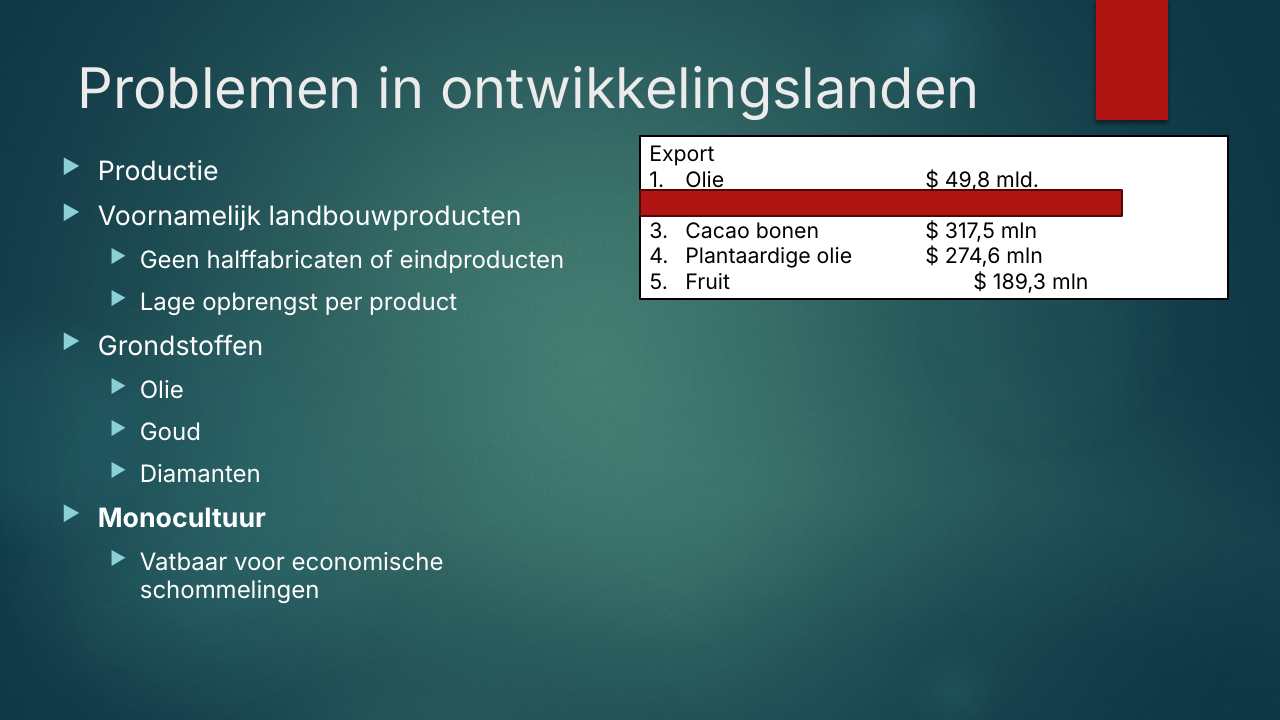 Problemen in ontwikkelingslanden
Productie
Voornamelijk landbouwproducten
Geen halffabricaten of eindproducten
Lage opbrengst per product
Grondstoffen
Olie
Goud
Diamanten
Monocultuur
Vatbaar voor economische
schommelingen
Export
1. Olie $ 49,8 mld.
3. Cacao bonen $ 317,5 mln
4. Plantaardige olie $ 274,6 mln
5. Fruit $ 189,3 mln